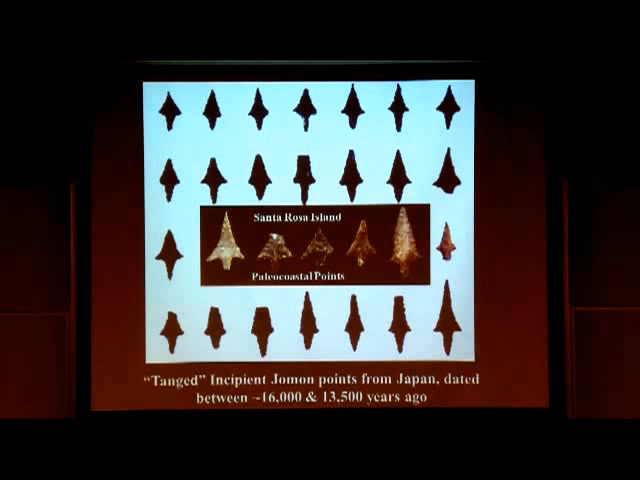 Santa Rosa Island
Paleocoastal Points
“Tanged” Incipient Jomon points from Japan, dated
between ~16,000 & 13,500 years ago